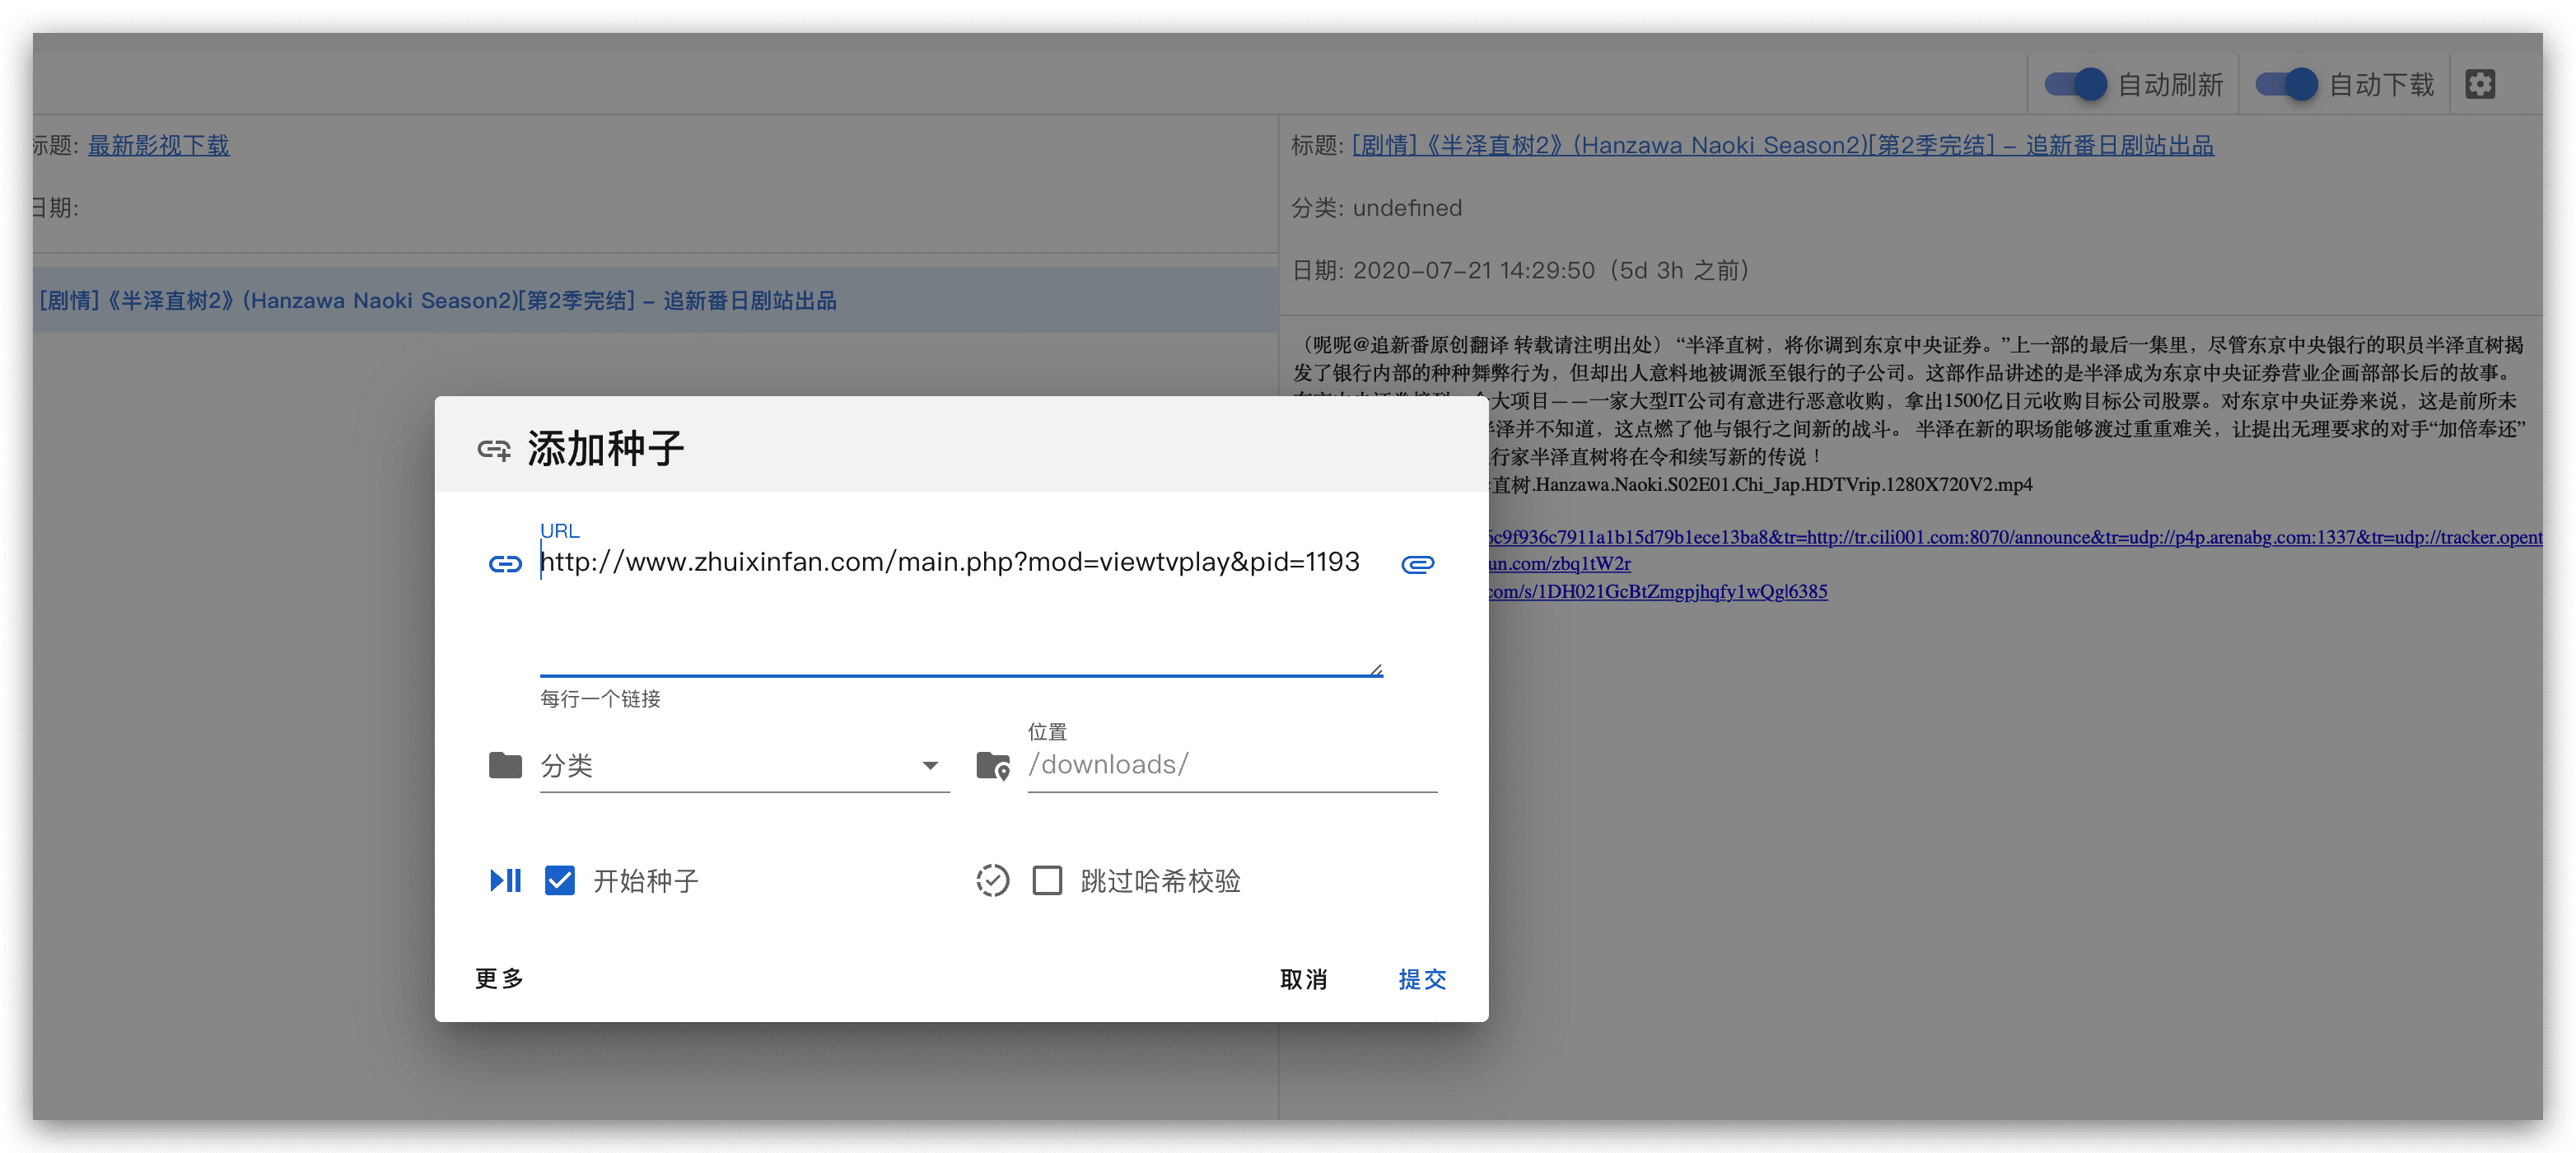 自动刷新
自动下载
标题: 最新影视下载
日期:
[剧情]《半泽直树2》(Hanzawa Naoki Season2)[第2季完结] – 追新番日剧站出品
标题: [剧情]《半泽直树2》(Hanzawa Naoki Season2)[第2季完结] – 追新番日剧站出品
分类: undefined
日期: 2020-07-21 14:29:50（5d 3h 之前）
（呢呢@追新番原创翻译 转载请注明出处） “半泽直树，将你调到东京中央证券。”上一部的最后一集里，尽管东京中央银行的职员半泽直树揭
发了银行内部的种种舞弊行为，但却出人意料地被调派至银行的子公司。这部作品讲述的是半泽成为东京中央证券营业企画部部长后的故事。
大项目——一家大型IT公司有意进行恶意收购，拿出1500亿日元收购目标公司股票。对东京中央证券来说，这是前所未
半泽并不知道，这点燃了他与银行之间新的战斗。 半泽在新的职场能够渡过重重难关，让提出无理要求的对手“加倍奉还”
行家半泽直树将在令和续写新的传说！
直树.Hanzawa.Naoki.S02E01.Chi_Jap.HDTVrip.1280X720V2.mp4
6c9f936c7911a1b15d79b1ece13ba8&tr=http://tr.cili001.com:8070/announce&tr=udp://p4p.arenabg.com:1337&tr=udp://tracker.opent
un.com/zbq1tW2r
com/s/1DH021GcBtZmgpjhqfy1wQgl6385
添加种子
URL
http://www.zhuixinfan.com/main.php?mod=viewtvplay&pid=1193
每行一个链接
分类
位置
/downloads/
开始种子
跳过哈希校验
更多
取消
提交